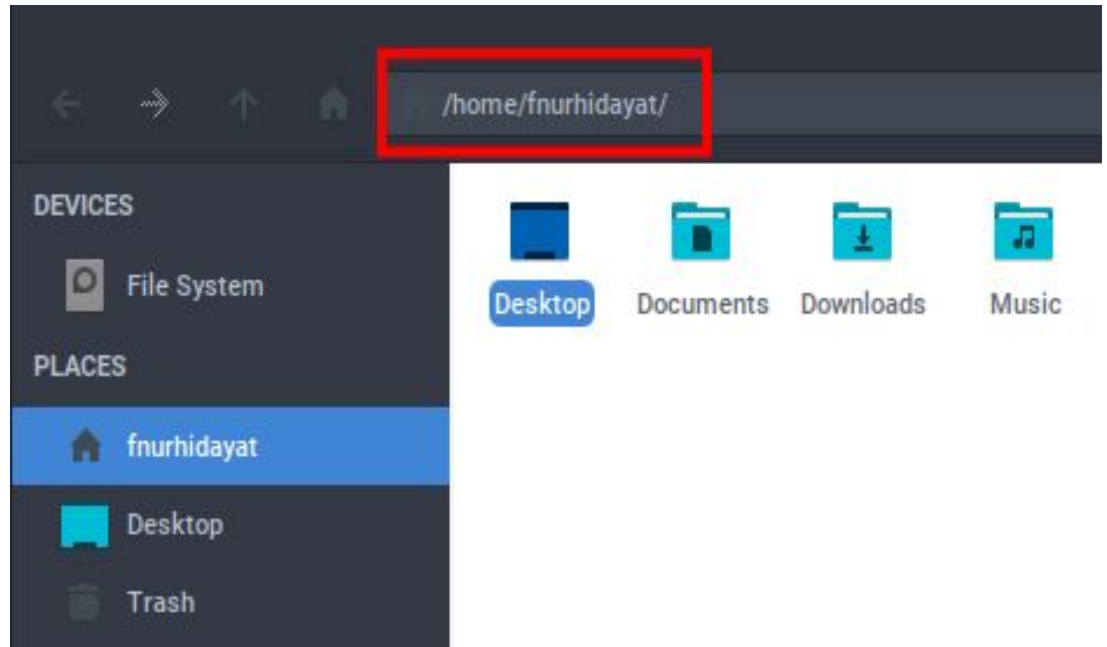 /home/fnurhidayat/
DEVICES
File System
PLACES
fnurhidayat
Desktop
Trash
Desktop
Documents
Downloads
Music